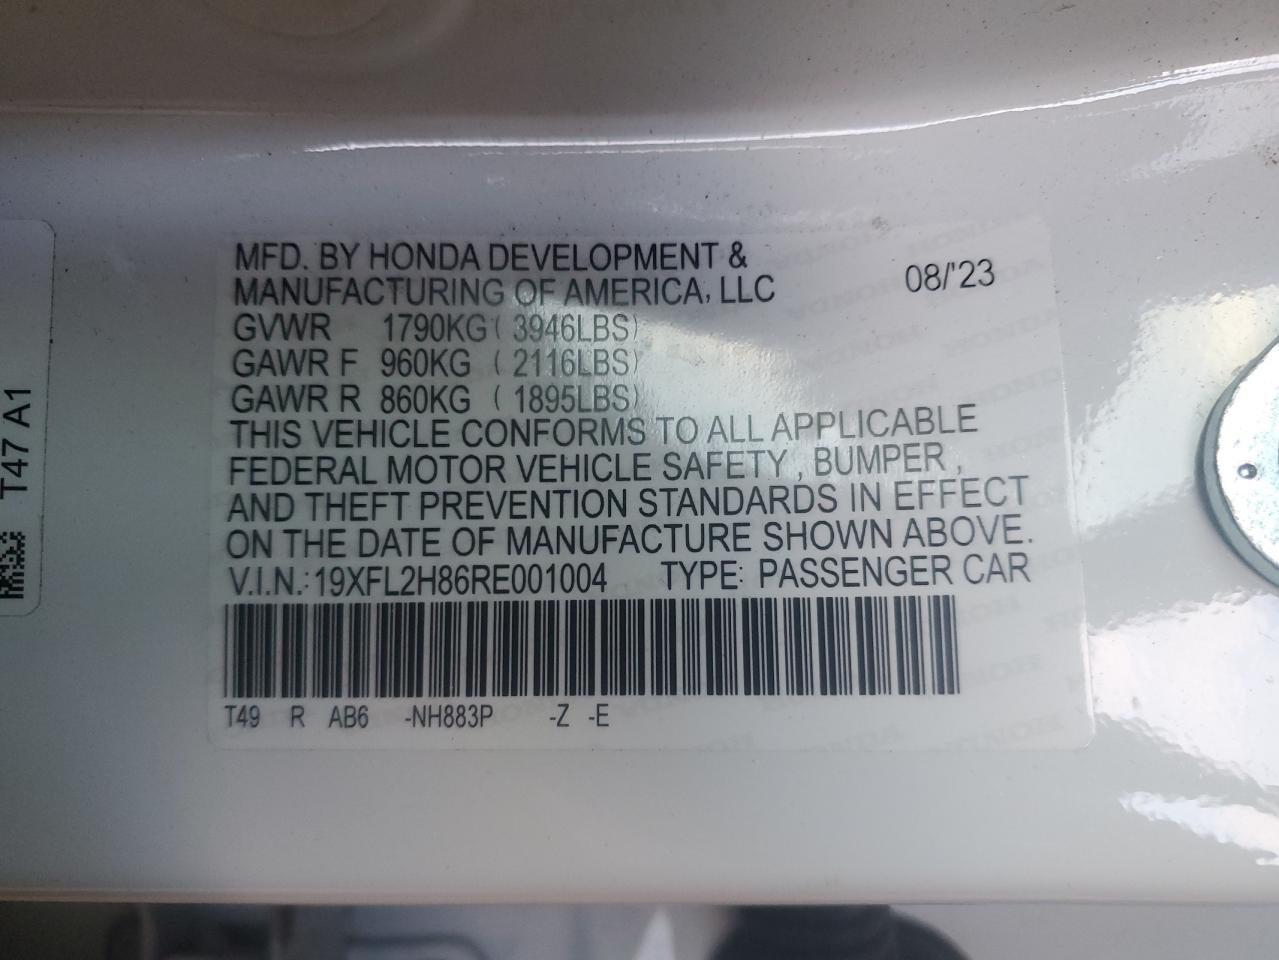 MFD. BY HONDA DEVELOPMENT &
MANUFACTURING OF AMERICA, LLC 08/'23
GVWR 1790KG ( 3946LBS)
GAWR F 960KG ( 2116LBS)
GAWR R 860KG ( 1895LBS)
THIS VEHICLE CONFORMS TO ALL APPLICABLE
FEDERAL MOTOR VEHICLE SAFETY , BUMPER ,
AND THEFT PREVENTION STANDARDS IN EFFECT
ON THE DATE OF MANUFACTURE SHOWN ABOVE.
V.I.N.:19XFL2H86RE001004 TYPE: PASSENGER CAR
T49 R AB6 -NH883P -Z -E
T47 A1